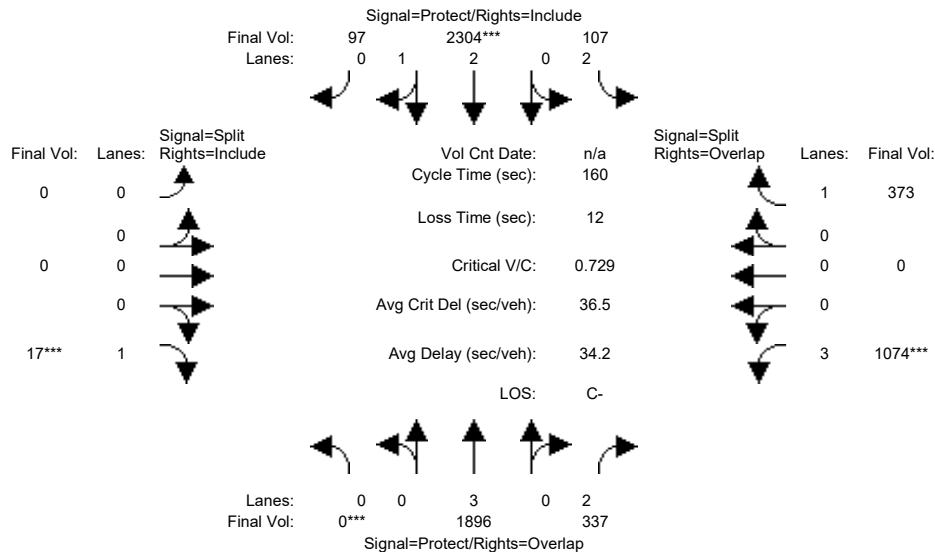 Signal=Protect/Rights=Include
Final Vol: 97 2304*** 107
Lanes: 0 1 2 0 2
Signal=Split
Final Vol: Lanes: Rights=Include
Vol Cnt Date: n/a
Signal=Split
Rights=Overlap Lanes: Final Vol:
Cycle Time (sec): 160
0 0
1 373
Loss Time (sec): 12
0
0
0 0
Critical V/C: 0.729
0 0
0
Avg Crit Del (sec/veh): 36.5
0
17*** 1
Avg Delay (sec/veh): 34.2
3 1074***
LOS: C-
Lanes: 0 0 3 0 2
Final Vol: 0*** 1896 337
Signal=Protect/Rights=Overlap